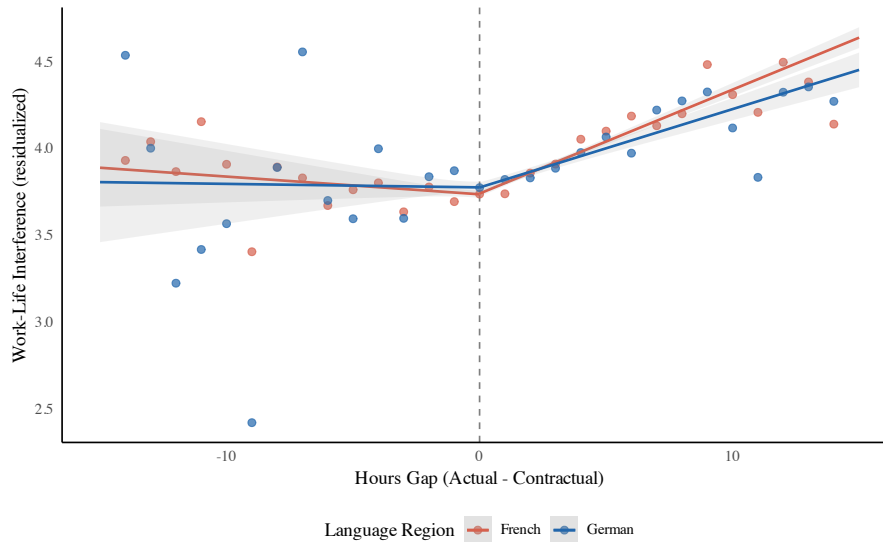 4.5
4.0
3.5
3.0
2.5
Work-Life Interference (residualized)
-10 0 10
Hours Gap (Actual - Contractual)
Language Region French German